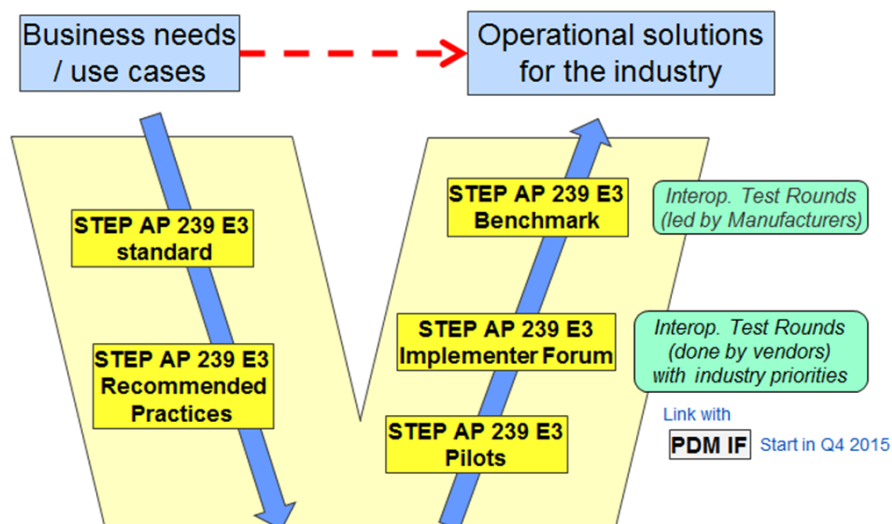 Business needs
/ use cases
Operational solutions
for the industry
STEP AP 239 E3
standard
STEP AP 239 E3
Recommended
Practices
STEP AP 239 E3
Benchmark
Interop. Test Rounds
(led by Manufacturers)
STEP AP 239 E3
Implementer Forum
Interop. Test Rounds
(done by vendors)
with industry priorities
STEP AP 239 E3
Pilots
Link with
PDM IF Start in Q4 2015